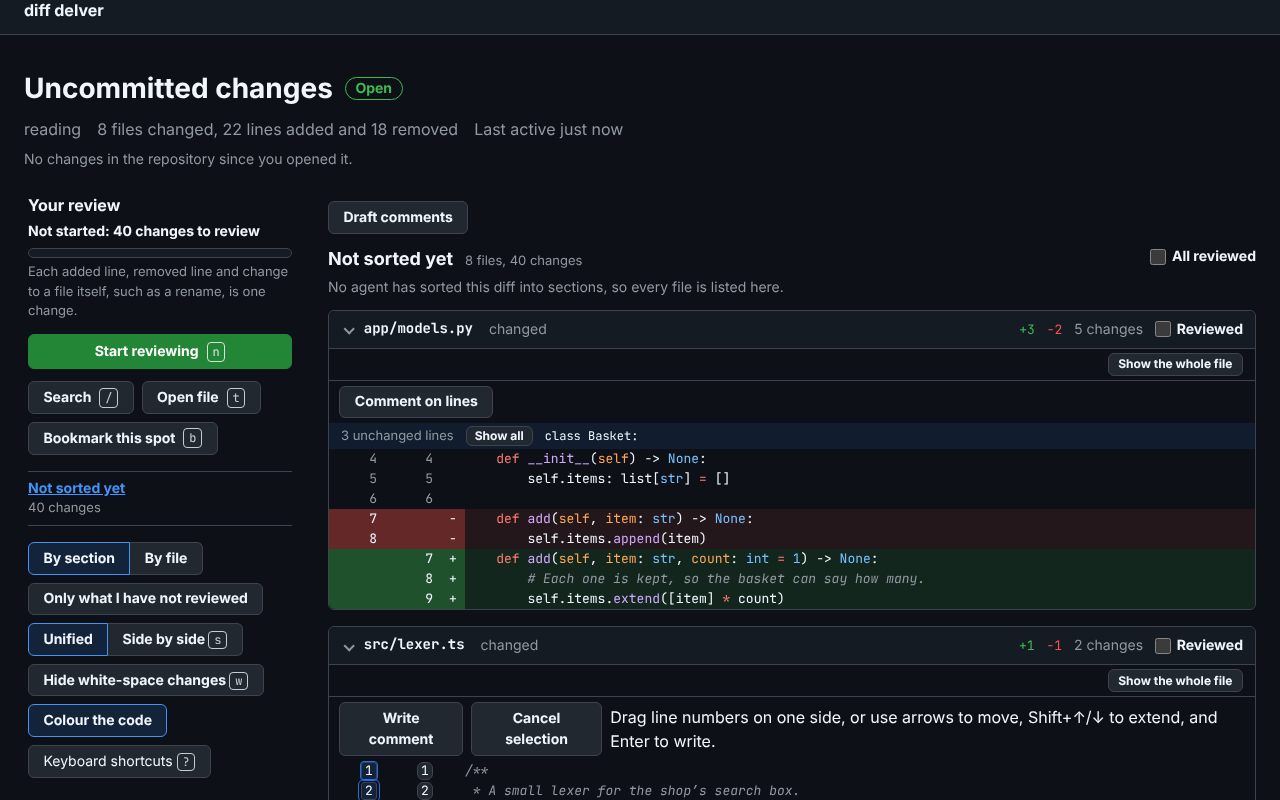 diff delver
Uncommitted changes Open
reading 8 files changed, 22 lines added and 18 removed Last active just now
No changes in the repository since you opened it.
Your review
Not started: 40 changes to review
Each added line, removed line and change
to a file itself, such as a rename, is one
change.
Start reviewing n
Search / Open file t
Bookmark this spot b
Not sorted yet
40 changes
By section By file
Only what I have not reviewed
Unified Side by side s
Hide white-space changes w
Colour the code
Keyboard shortcuts ?
Draft comments
Not sorted yet 8 files, 40 changes All reviewed
No agent has sorted this diff into sections, so every file is listed here.
app/models.py changed +3 -2 5 changes Reviewed
Show the whole file
Comment on lines
3 unchanged lines Show all class Basket:
4 4 def __init__(self) -> None:
5 5 self.items: list[str] = []
6 6
7 - def add(self, item: str) -> None:
8 - self.items.append(item)
7 + def add(self, item: str, count: int = 1) -> None:
8 + # Each one is kept, so the basket can say how many.
9 + self.items.extend([item] * count)
src/lexer.ts changed +1 -1 2 changes Reviewed
Show the whole file
Write comment Cancel selection Drag line numbers on one side, or use arrows to move, Shift+↑/↓ to extend, and
Enter to write.
1 1 /**
2 2 * A small lexer for the shop’s search box.